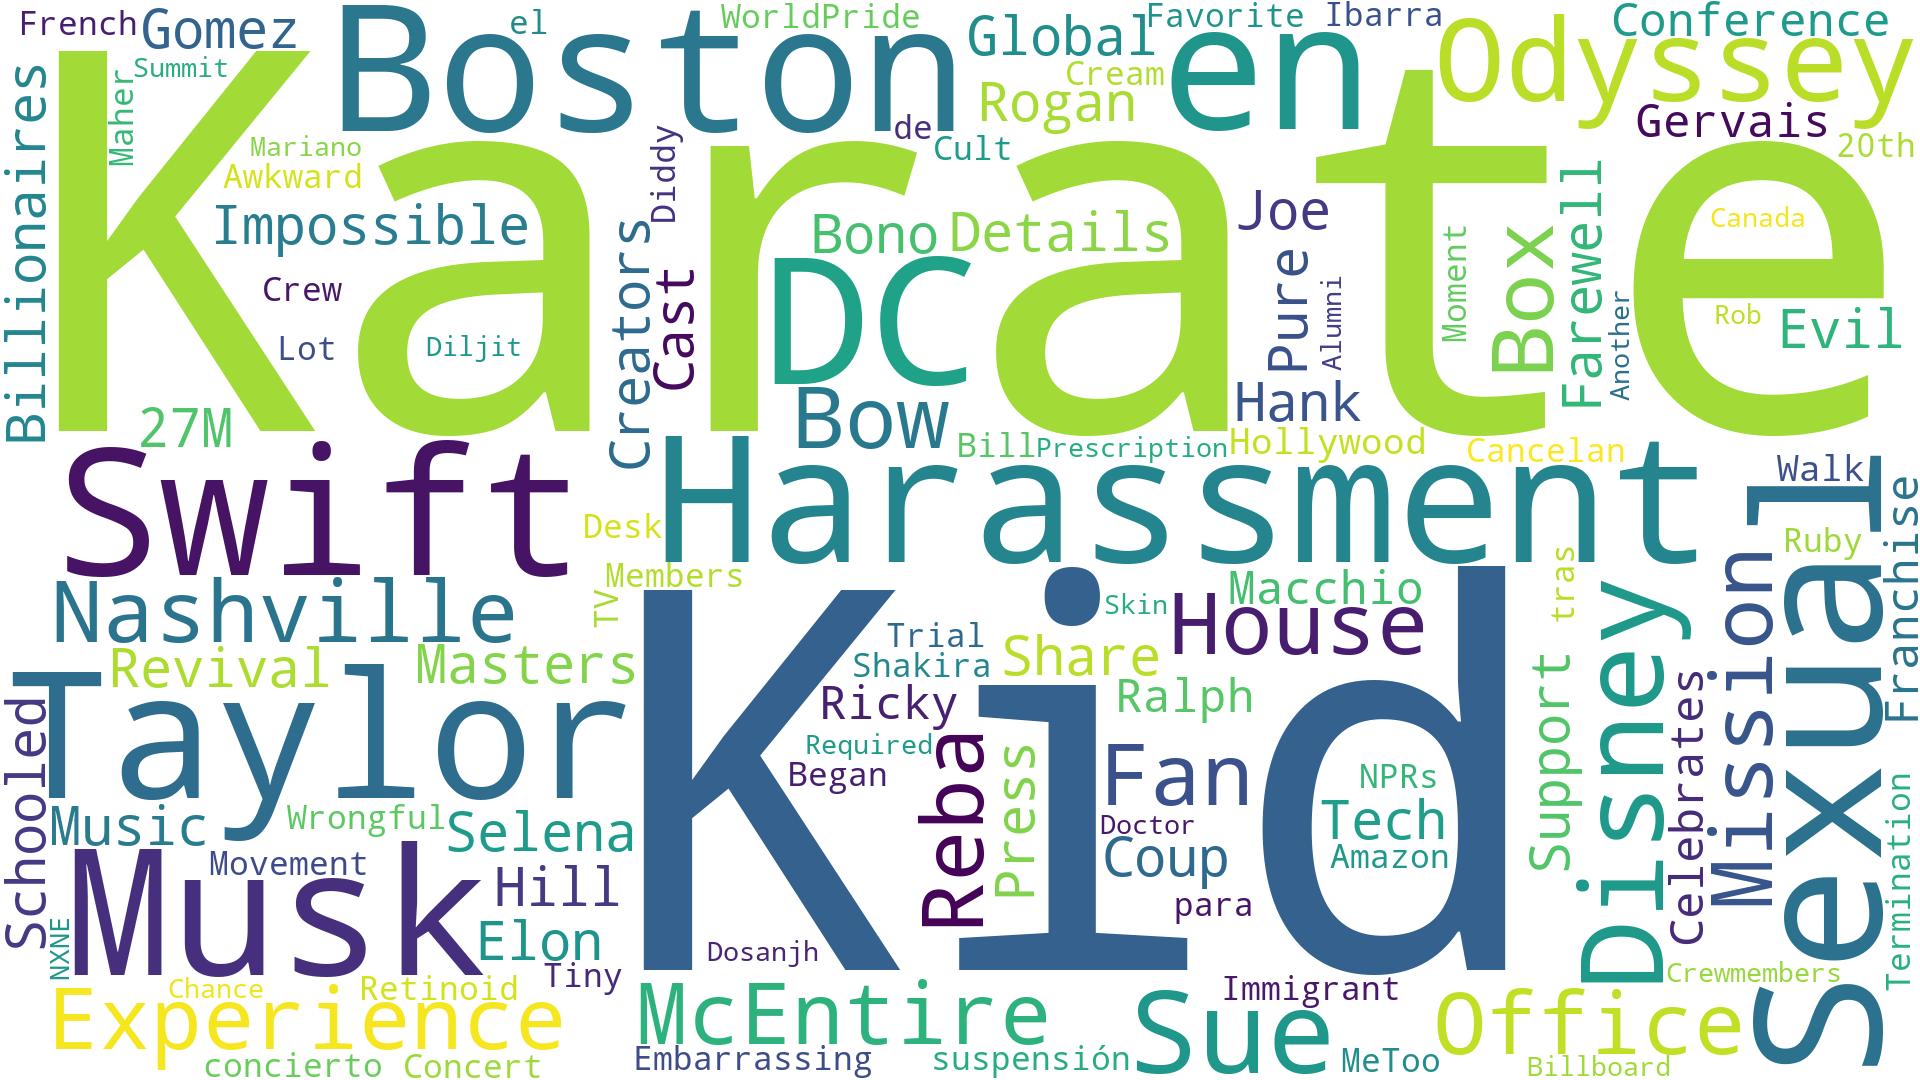 French
Gomez
Boston
el
WorldPride
Global
Favorite
Ibarra
Conference
Odyssey
en
Summit
Maher
Billionaires
Karate
Cream
Rogan
Gervais
20th
de
Cult
Mariano
Awkward
Diddy
Impossible
Creators
Cast
Bono
Details
Joe
Pure
Alumni
Moment
Box
Farewell
Another
Canada
Rob
Evil
Crew
Lot
Diljit
DC
Bow
Hank
27M
Bill
Prescription
Hollywood
Cancelan
Swift
Harassment
Walk
Franchise
Sexual
Desk
Ruby
Members
TV
Nashville
Kid
Skin
Macchio
House
tras
Mission
Disney
Trial
Shakira
Share
Revival
Masters
Ralph
Support
Celebrates
Taylor
Schooled
Ricky
Reba
Press
Required
Began
Fan
NPRs
Tech
Amazon
Doctor
Coup
para
Termination
Music
Wrongful
Selena
Movement
Musk
Hill
Elon
NXNE
Tiny
Dosanjh
Chance
Retinoid
Experience
McEntire
Immigrant
Sue
Office
Crewmembers
concierto
Concert
Embarrassing
suspensión
MeToo
Billboard